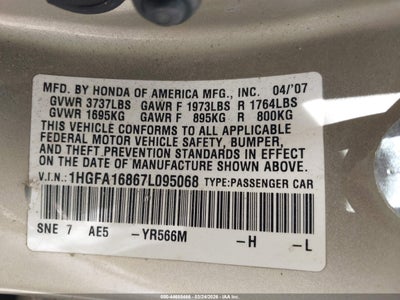 MFD. BY HONDA OF AMERICA MFG., INC. 04/'07
GVWR 3737LBS GAWR F 1973LBS R 1764LBS
GVWR 1695KG GAWR F 895KG R 800KG
THIS VEHICLE CONFORMS TO ALL APPLICABLE
FEDERAL MOTOR VEHICLE SAFETY, BUMPER,
AND THEFT PREVENTION STANDARDS IN EFFECT
ON THE DATE OF MANUFACTURE SHOWN ABOVE.
V.I.N.: 1HGFA16867L095068 TYPE:PASSENGER CAR
SNE 7 AE5 -YR566M -H -L